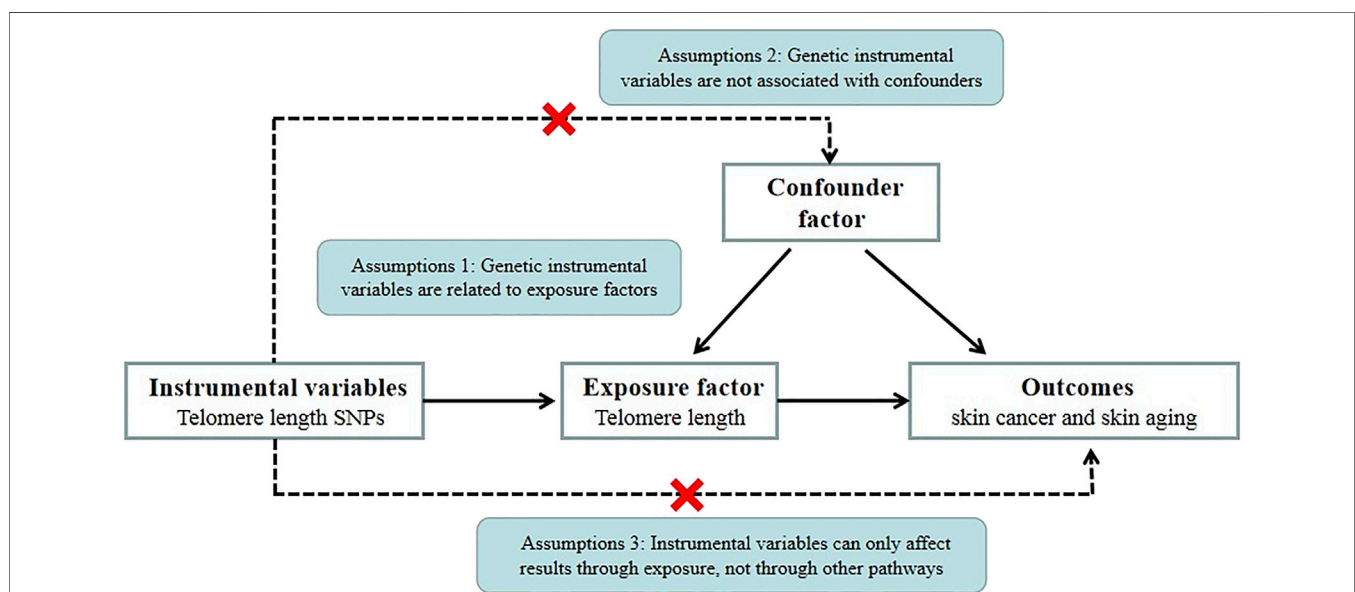 Assumptions 2: Genetic instrumental
variables are not associated with confounders
Confounder
factor
Assumptions 1: Genetic instrumental
variables are related to exposure factors
Instrumental variables
Telomere length SNPs
Exposure factor
Telomere length
Outcomes
skin cancer and skin aging
Assumptions 3: Instrumental variables can only affect
results through exposure, not through other pathways